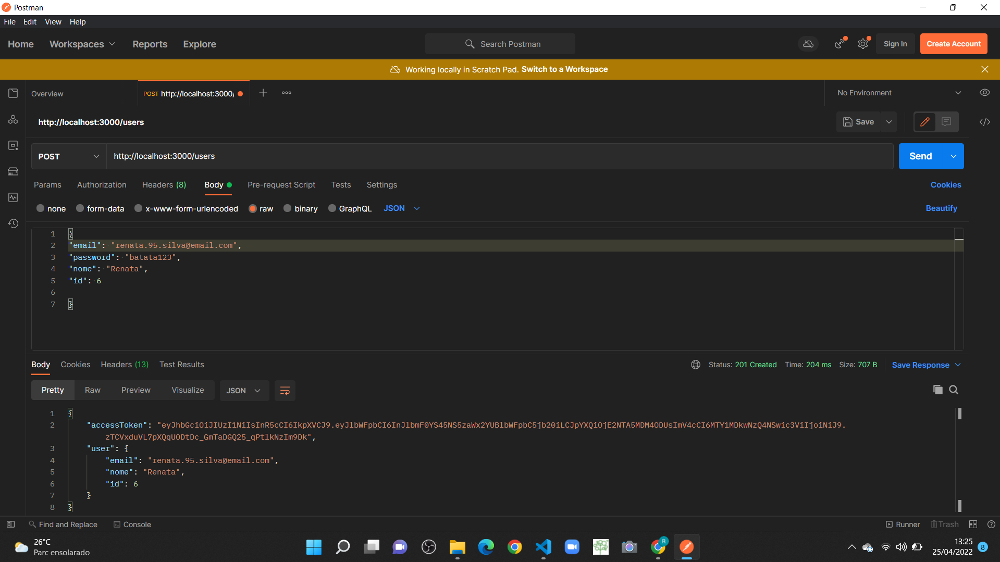 Postman
File Edit View Help
Home Workspaces Reports Explore Search Postman Sign In Create Account
Working locally in Scratch Pad. Switch to a Workspace
Overview POST http://localhost:3000/ No Environment
http://localhost:3000/users Save
POST http://localhost:3000/users Send
Params Authorization Headers (8) Body Pre-request Script Tests Settings Cookies
none form-data x-www-form-urlencoded raw binary GraphQL JSON Beautify
1 {
2 "email": "renata.95.silva@email.com",
3 "password": "batata123",
4 "nome": "Renata",
5 "id": 6
6
7 }
Body Cookies Headers (13) Test Results Status: 201 Created Time: 204 ms Size: 707 B Save Response
Pretty Raw Preview Visualize JSON
1 {
2 "accessToken": "eyJhbGciOiJIUzI1NiIsInR5cCI6IkpXVCJ9.eyJlbWFpbCI6InJlbmF0YS45NS5zaWx2YUBlbWFpbC5jb20iLCJpYXQiOjE2NTA5MDM4ODUsImV4cCI6MTY1MDkwNzQ4NSwic3ViIjoiNiJ9.
zTCVxduVL7pXQqUODtDc_GmTaDGQ25_qPtlkNzIm9Dk",
3 "user": {
4 "email": "renata.95.silva@email.com",
5 "nome": "Renata",
6 "id": 6
7 }
8 }
Find and Replace Console Runner Trash
26°C
Parc ensolarado
R
13:25
25/04/2022
8